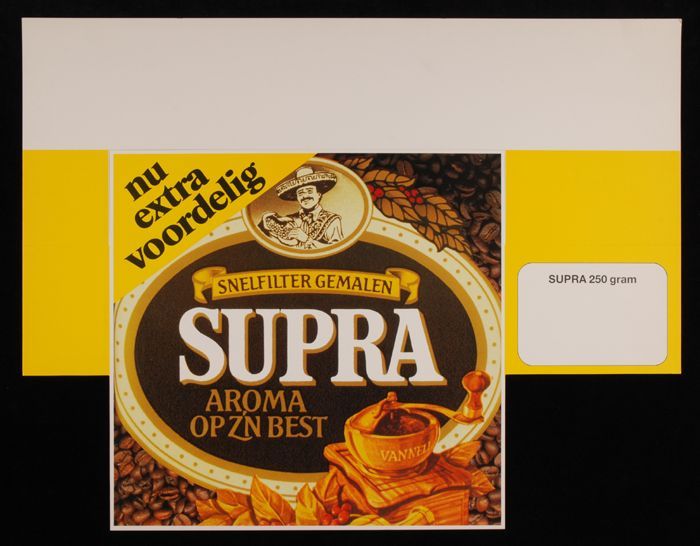 nu
extra
voordelig
SNELFILTER GEMALEN
SUPRA
AROMA
OP Z'N BEST
VANNELLE
SUPRA 250 gram